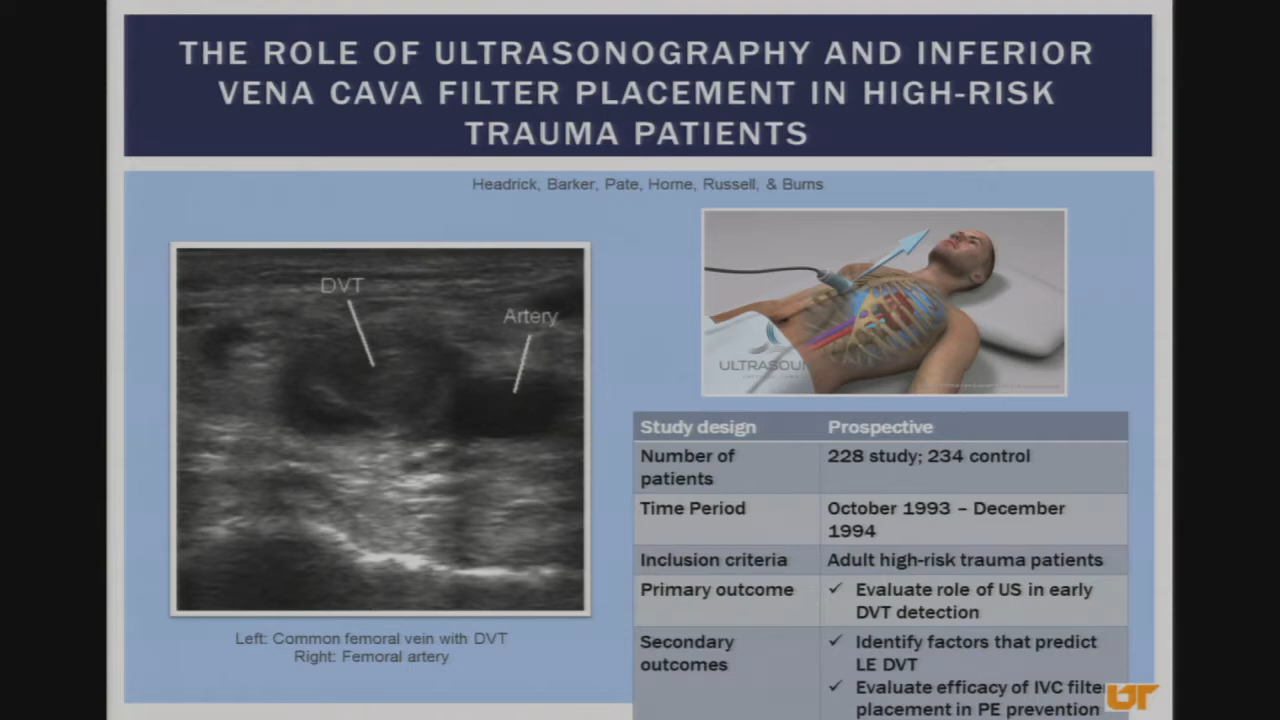 THE ROLE OF ULTRASONOGRAPHY AND INFERIOR
VENA CAVA FILTER PLACEMENT IN HIGH-RISK
TRAUMA PATIENTS
Headrick, Barker, Pate, Horne, Russell, & Burns
DVT
Artery
Left: Common femoral vein with DVT
Right: Femoral artery
ULTRASOU
Study design Prospective
Number of
patients
228 study; 234 control
Time Period
October 1993 – December
1994
Inclusion criteria Adult high-risk trauma patients
Primary outcome
✓ Evaluate role of US in early
DVT detection
Secondary
outcomes
✓ Identify factors that predict
LE DVT
✓ Evaluate efficacy of IVC filter
placement in PE prevention
UT